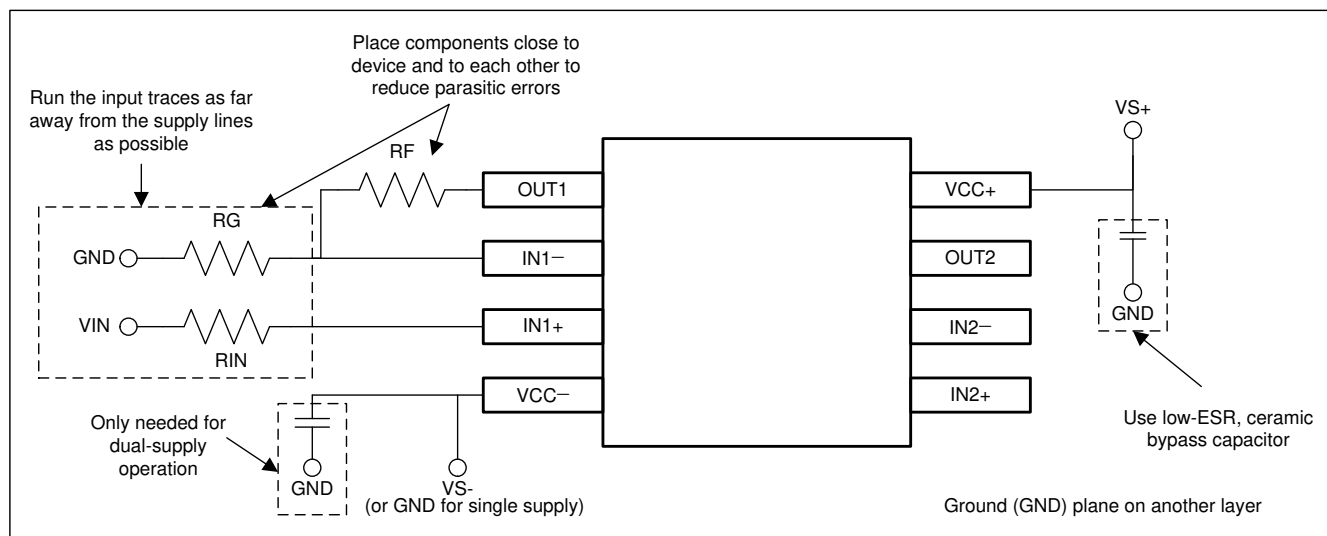 Place components close to
device and to each other to
reduce parasitic errors
Run the input traces as far
away from the supply lines
as possible
VS+
RF
OUT1
VCC+
RG
GND
IN1−
OUT2
GND
VIN
IN1+
IN2−
RIN
VCC−
IN2+
Only needed for
dual-supply
operation
Use low-ESR, ceramic
bypass capacitor
GND
VS-
(or GND for single supply)
Ground (GND) plane on another layer